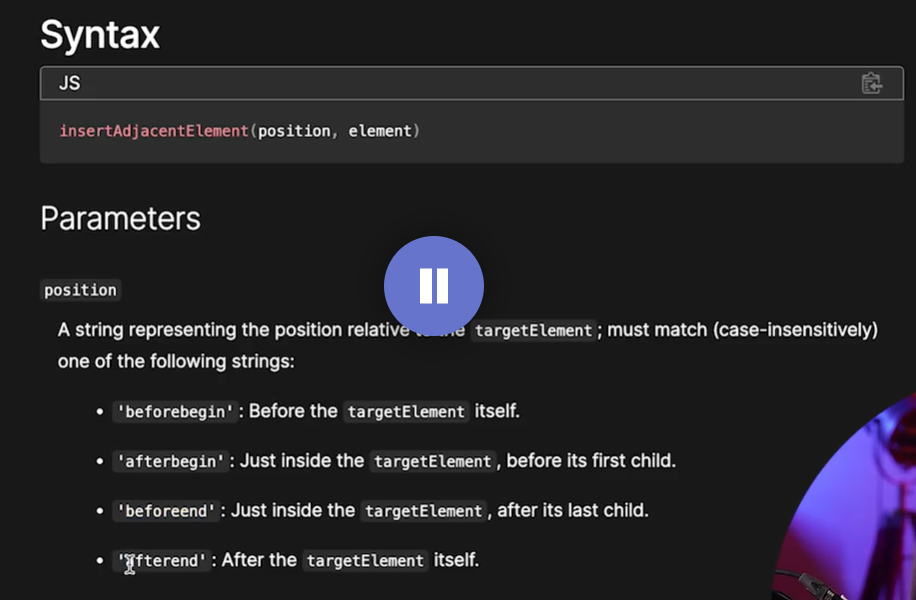 Syntax
JS
insertAdjacentElement(position, element)
Parameters
position
A string representing the position relative to the targetElement; must match (case-insensitively)
one of the following strings:
• 'beforebegin': Before the targetElement itself.
• 'afterbegin': Just inside the targetElement, before its first child.
• 'beforeend': Just inside the targetElement, after its last child.
• 'afterend': After the targetElement itself.